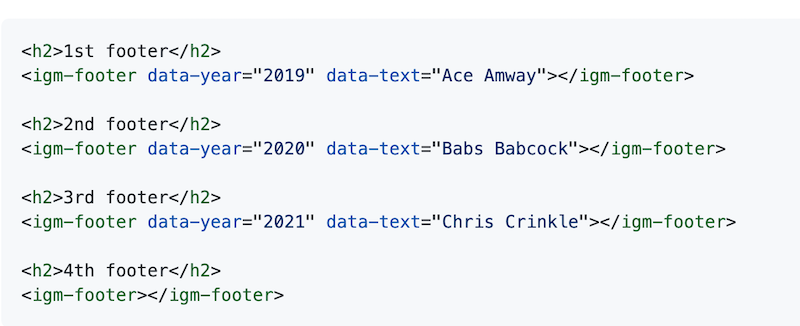 <h2>1st footer</h2>
<igm-footer data-year="2019" data-text="Ace Amway"></igm-footer>
<h2>2nd footer</h2>
<igm-footer data-year="2020" data-text="Babs Babcock"></igm-footer>
<h2>3rd footer</h2>
<igm-footer data-year="2021" data-text="Chris Crinkle"></igm-footer>
<h2>4th footer</h2>
<igm-footer></igm-footer>